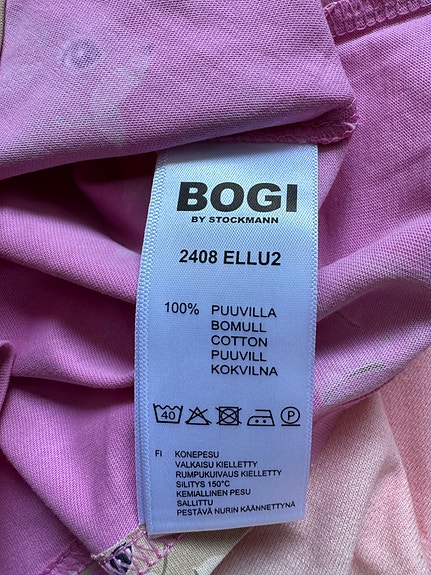 BOGI
BY STOCKMANN
2408 ELLU2
100% PUUVILLA
BOMULL
COTTON
PUUVILL
KOKVILNA
40 P
FI KONEPESU
VALKAISU KIELLETTY
RUMPUKUIVAUS KIELLETTY
SILITYS 150°C
KEMIALLINEN PESU
SALLITTU
PESTÄVÄ NURIN KÄÄNNETTYNÄ